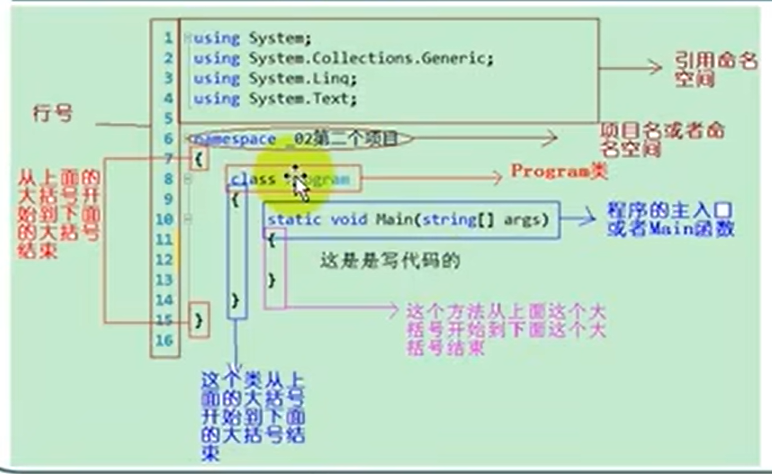 1 using System;
2 using System.Collections.Generic;
3 using System.Linq;
4 using System.Text;
5
6 namespace _02第二个项目
7 {
8 class Program
9 {
10 static void Main(string[] args)
11 {
12 这是是写代码的
13 }
14 }
15 }
16
引用命名
空间
行号
项目名或者命
名空间
Program类
从上面的
大括号开
始到下面
的大括号
结束
程序的主入口
或者Main函数
这个方法从上面这个大
括号开始到下面这个大
括号结束
这个类从上
面的大括号
开始到下面
的大括号结
束